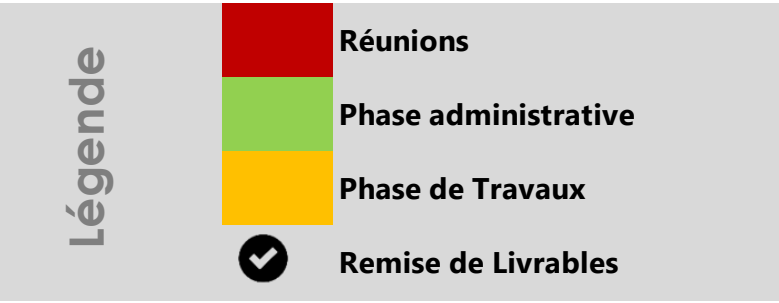 Légende
Réunions
Phase administrative
Phase de Travaux
Remise de Livrables